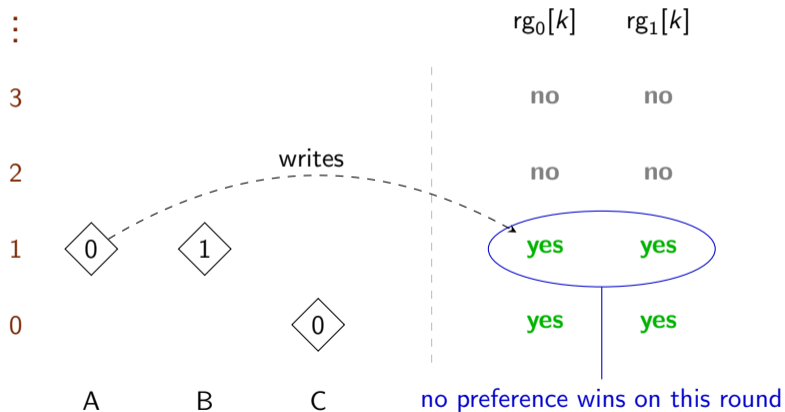 ⋮ rg₀[k] rg₁[k]
3 no no
writes
2 no no
1 0 1 yes yes
0 0 yes yes
A B C no preference wins on this round